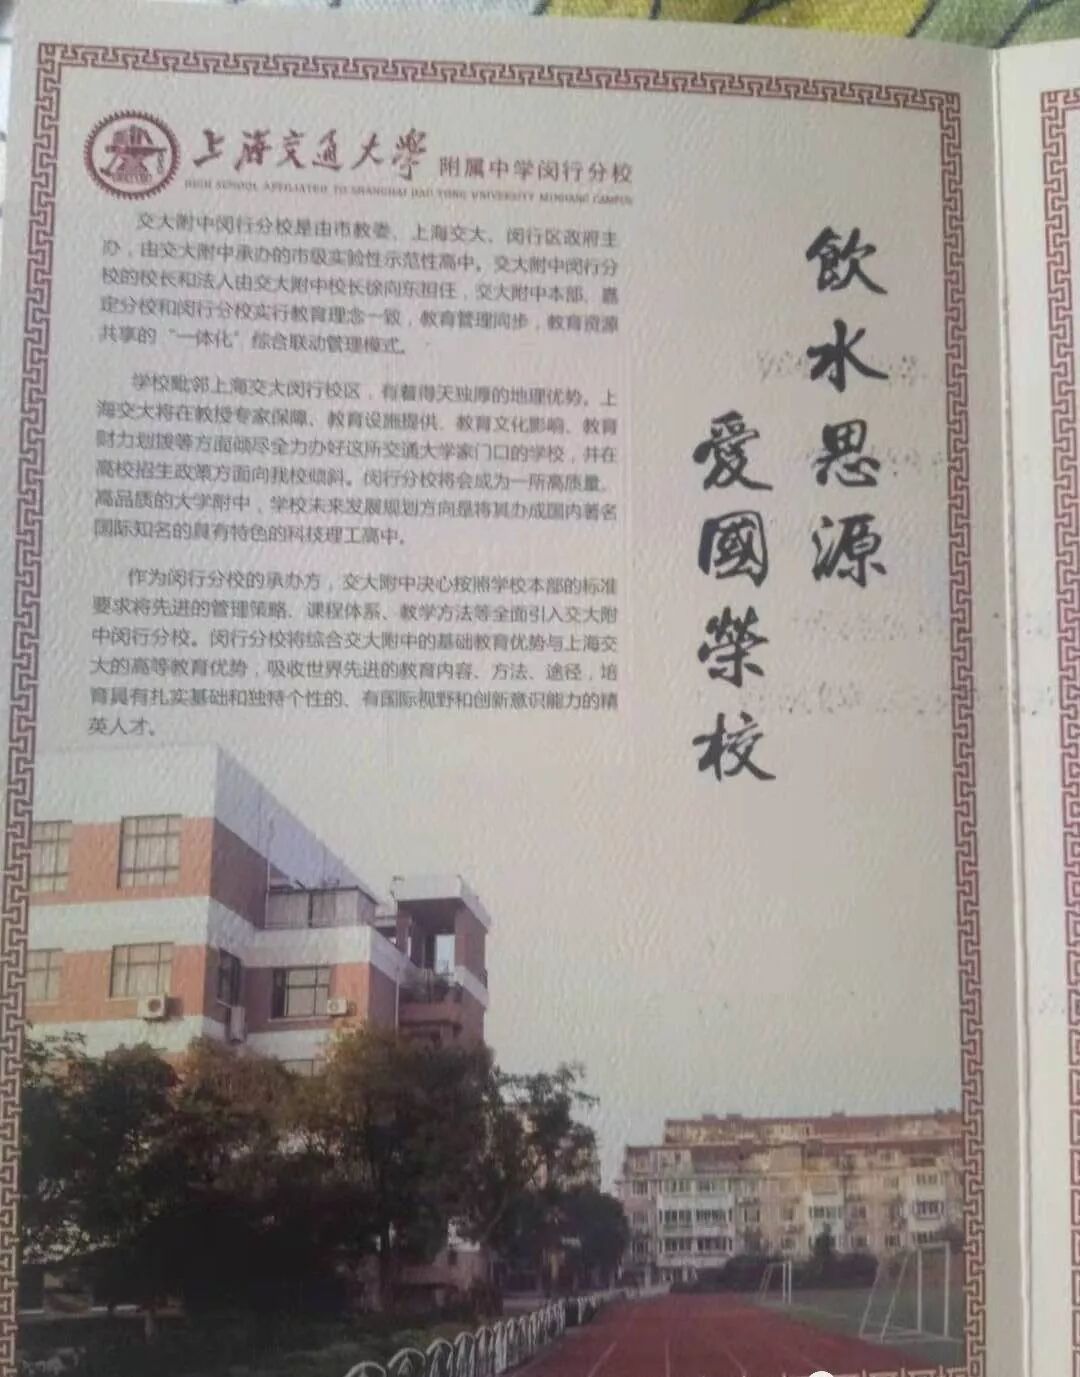 上海交通大學 附属中学闵行分校
HIGH SCHOOL AFFILIATED TO SHANGHAI JIAO TONG UNIVERSITY MINHANG CAMPUS
交大附中闵行分校是由市教委、上海交大、闵行区政府主
办，由交大附中承办的市级实验性示范性高中。交大附中闵行分
校的校长和法人由交大附中校长徐向东担任，交大附中本部、嘉
定分校和闵行分校实行教育理念一致，教育管理同步，教育资源
共享的“一体化”综合联动管理模式。
学校毗邻上海交大闵行校区，有着得天独厚的地理优势。上
海交大将在教授专家保障、教育设施提供、教育文化影响、教育
财力划拨等方面倾尽全力办好这所交通大学家门口的学校，并在
高校招生政策方面向我校倾斜。闵行分校将会成为一所高质量、
高品质的大学附中，学校未来发展规划方向是将其办成国内著名
国际知名的具有特色的科技理工高中。
作为闵行分校的承办方，交大附中决心按照学校本部的标准
要求将先进的管理策略、课程体系、教学方法等全面引入交大附
中闵行分校。闵行分校将综合交大附中的基础教育优势与上海交
大的高等教育优势，吸收世界先进的教育内容、方法、途径，培
育具有扎实基础和独特个性的、有国际视野和创新意识能力的精
英人才。
飲水思源
愛國榮校